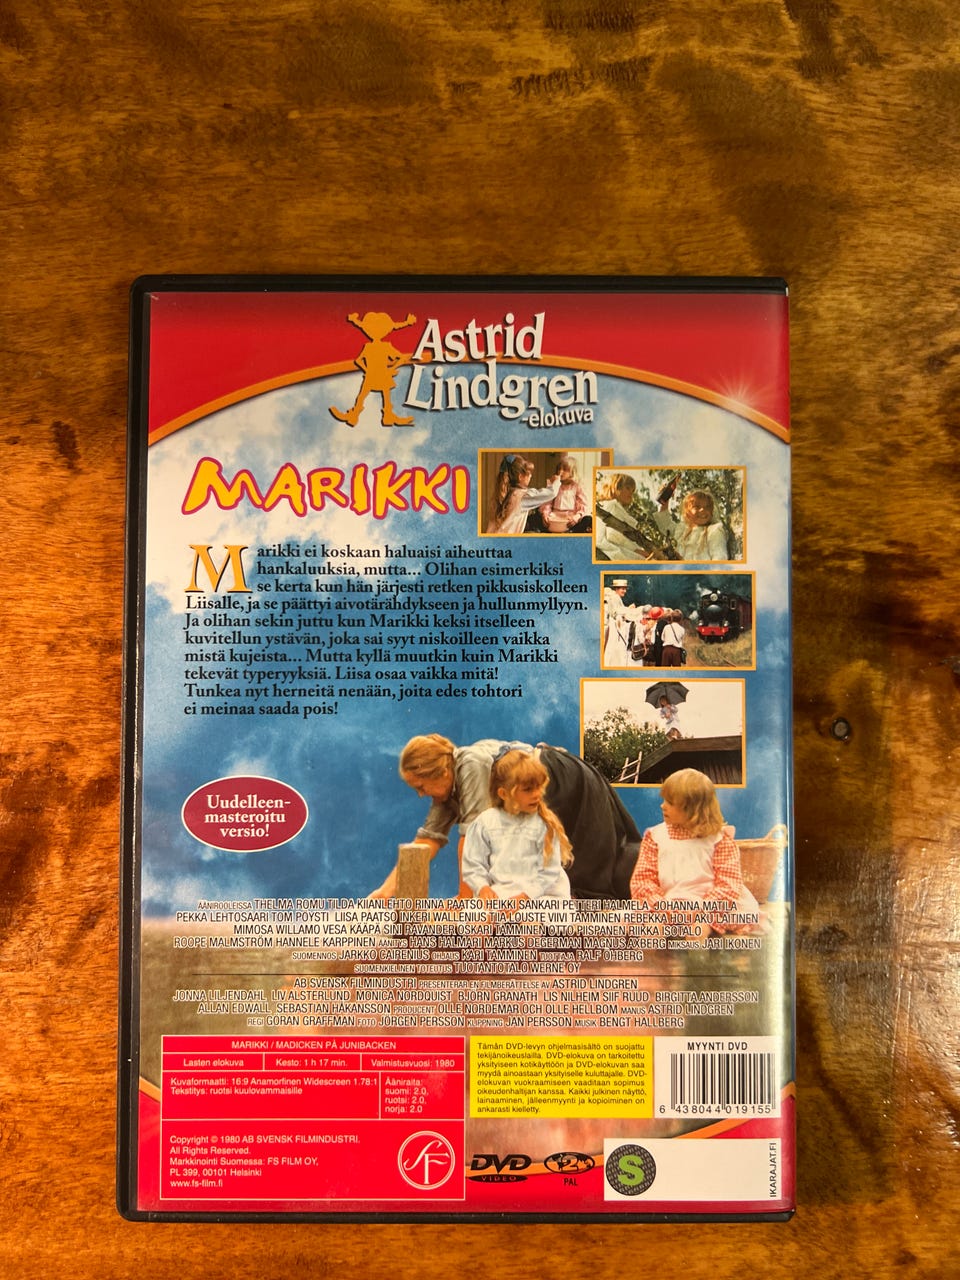 Astrid
Lindgren
-elokuva
MARIKKI
Marikki ei koskaan haluaisi aiheuttaa
hankaluuksia, mutta... Olihan esimerkiksi
se kerta kun hän järjesti retken pikkusiskolleen
Liisalle, ja se päättyi aivotärähdykseen ja hullunmyllyyn.
Ja olihan sekin juttu kun Marikki keksi itselleen
kuvitellun ystävän, joka sai syyt niskoilleen vaikka
mistä kujeista... Mutta kyllä muutkin kuin Marikki
tekevät typeryyksiä. Liisa osaa vaikka mitä!
Tunkea nyt herneitä nenään, joita edes tohtori
ei meinaa saada pois!
Uudelleen-
masteroitu
versio!
ÄÄNIROOLEISSA THELMA ROMU TILDA KIIANLEHTO RINNA PAATSO HEIKKI SANKARI PETTERI HALMELA JOHANNA MATILA
PEKKA LEHTOSAARI TOM PÖYSTI LIISA PAATSO INKERI WALLENIUS TIIA LOUSTE VIIVI TAMMINEN REBEKKA HOLI AKU LAITINEN
MIMOSA WILLAMO VESA KÄÄPÄ SINI RAVANDER OSKARI TAMMINEN OTTO PIISPANEN RIIKKA ISOTALO
ROOPE MALMSTRÖM HANNELE KARPPINEN ÄÄNITYS HANS HALMARI MARKUS DEGERMAN MAGNUS AXBERG MIKSAUS JARI IKONEN
SUOMENNOS JARKKO CAIRENIUS OHJAUS KARI TAMMINEN TUOTTAJA RALF ÖHBERG
SUOMENKIELINEN TOTEUTUS TUOTANTOTALO WERNE OY
AB SVENSK FILMINDUSTRI PRESENTERAR EN FILMBERÄTTELSE AV ASTRID LINDGREN
JONNA LILJENDAHL LIV ALSTERLUND MONICA NORDQUIST BJÖRN GRANATH LIS NILHEIM SIIF RUUD BIRGITTA ANDERSSON
ALLAN EDWALL SEBASTIAN HÅKANSSON PRODUCENT OLLE NORDEMAR OCH OLLE HELLBOM MANUS ASTRID LINDGREN
REGI GÖRAN GRAFFMAN FOTO JÖRGEN PERSSON KLIPPNING JAN PERSSON MUSIK BENGT HALLBERG
MARIKKI / MADICKEN PÅ JUNIBACKEN
Lasten elokuva Kesto: 1 h 17 min. Valmistusvuosi: 1980
Kuvaformaatti: 16:9 Anamorfinen Widescreen 1.78:1
Tekstitys: ruotsi kuulovammaisille
Ääniraita:
suomi: 2.0,
ruotsi: 2.0,
norja: 2.0
Copyright © 1980 AB SVENSK FILMINDUSTRI,
All Rights Reserved.
Markkinointi Suomessa: FS FILM OY,
PL 399, 00101 Helsinki
www.fs-film.fi
SF
Tämän DVD-levyn ohjelmasisältö on suojattu
tekijänoikeuslailla. DVD-elokuva on tarkoitettu
yksityiseen kotikäyttöön ja DVD-elokuvan saa
myydä ainoastaan yksityiselle kuluttajalle. DVD-
elokuvan vuokraamiseen vaaditaan sopimus
oikeudenhaltijan kanssa. Kaikki julkinen näyttö,
lainaaminen, jälleenmyynti ja kopioiminen on
ankarasti kielletty.
MYYNTI DVD
6 438044 019155
DVD
VIDEO
2
PAL
S
IKARAJAT.FI